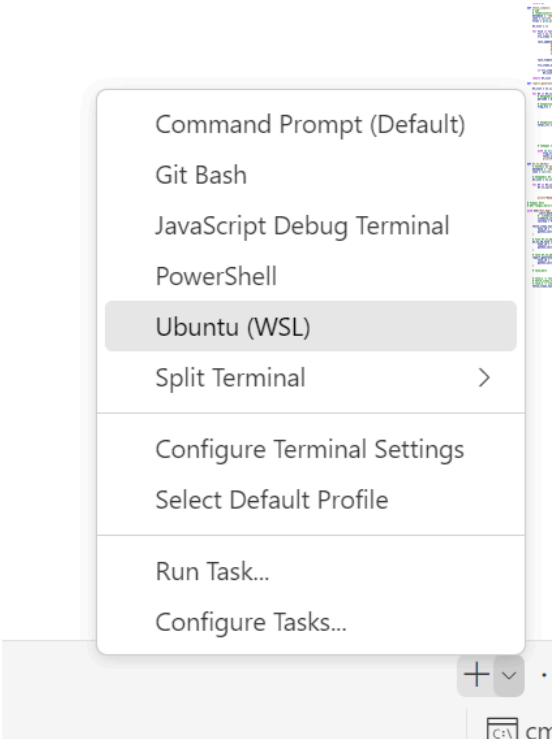 Command Prompt (Default)
Git Bash
JavaScript Debug Terminal
PowerShell
Ubuntu (WSL)
Split Terminal
Configure Terminal Settings
Select Default Profile
Run Task...
Configure Tasks...